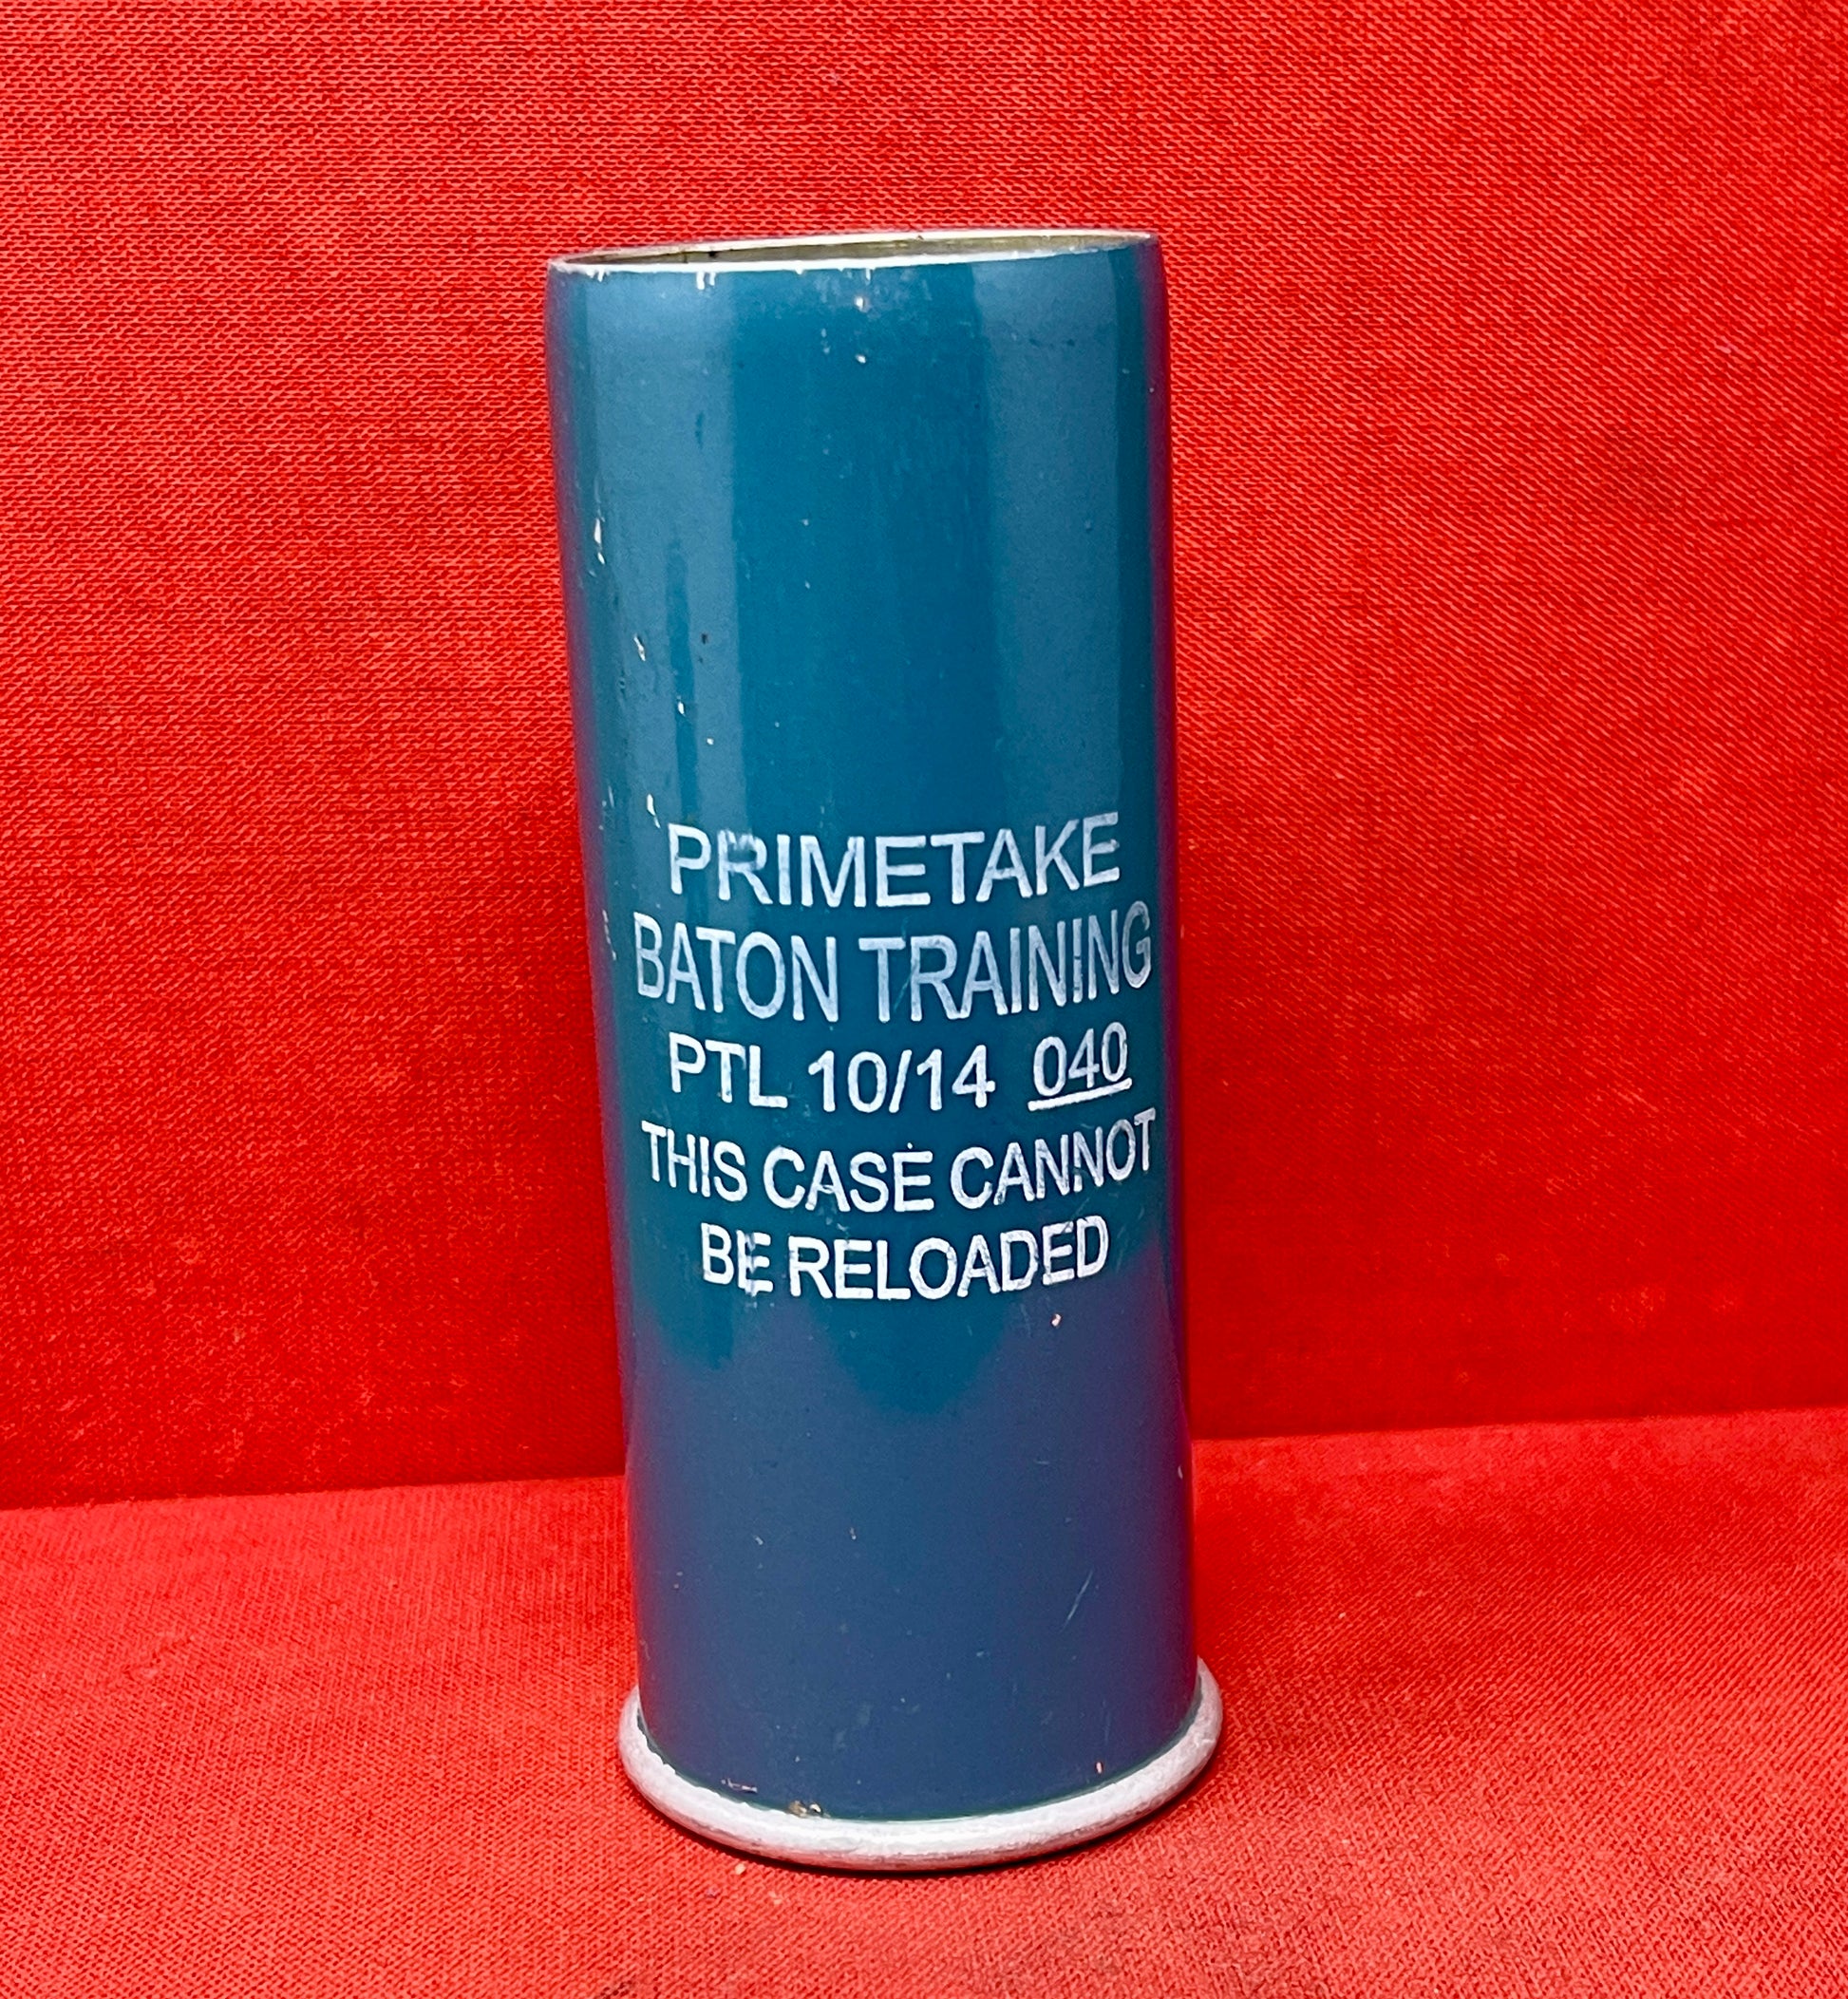 PRIMETAKE
BATON TRAINING
PTL 10/14 040
THIS CASE CANNOT
BE RELOADED